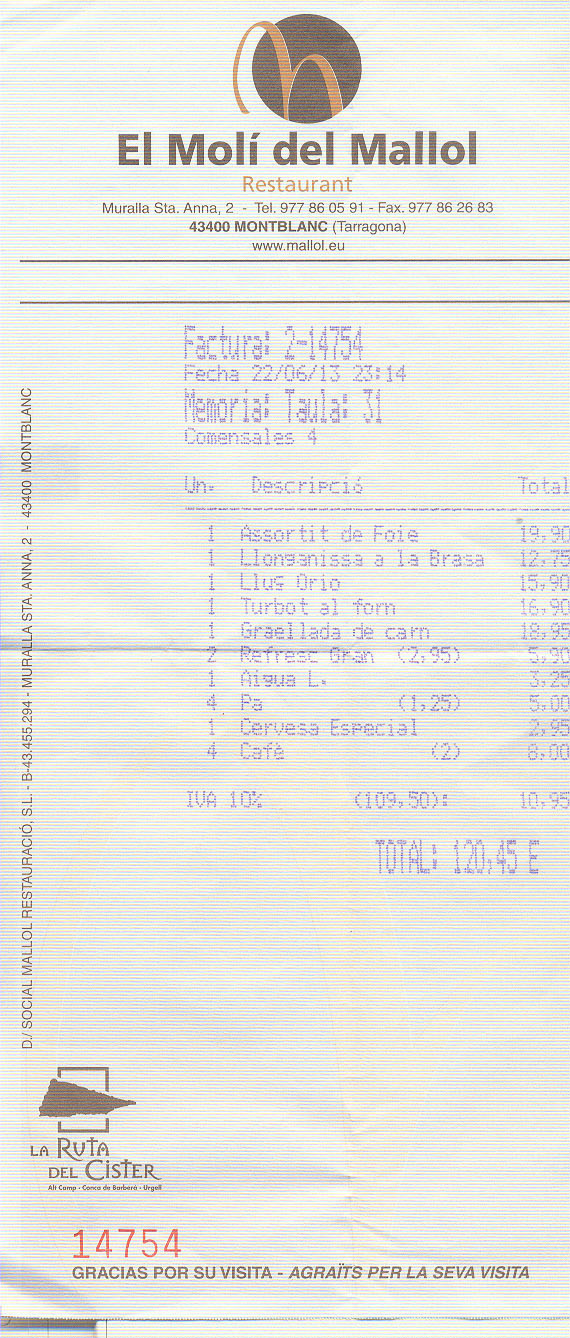 El Molí del Mallol
Restaurant
Muralla Sta. Anna, 2 - Tel. 977 86 05 91 - Fax. 977 86 26 83
43400 MONTBLANC (Tarragona)
www.mallol.eu
Factura: 2-14754
Fecha 22/06/13 23:14
Memoria: Taula: 31
Comensales 4
Un. Descripció Total
1 Assortit de Foie 19,90
1 Llonganissa a la Brasa 12,75
1 Lluç Orio 15,90
1 Turbot al forn 16,90
1 Graellada de carn 18,95
2 Refresc Gran (2,95) 5,90
1 Aigua L. 3,25
4 Pa (1,25) 5,00
1 Cervesa Especial 2,95
4 Cafè (2) 8,00
IVA 10% (109,50): 10,95
TOTAL: 120,45 E
D./ SOCIAL MALLOL RESTAURACIÓ, S.L. - B-43.455.294 - MURALLA STA. ANNA, 2 - 43400 MONTBLANC
LA RUTA
DEL CISTER
Alt Camp · Conca de Barberà · Urgell
14754
GRACIAS POR SU VISITA - AGRAÏTS PER LA SEVA VISITA